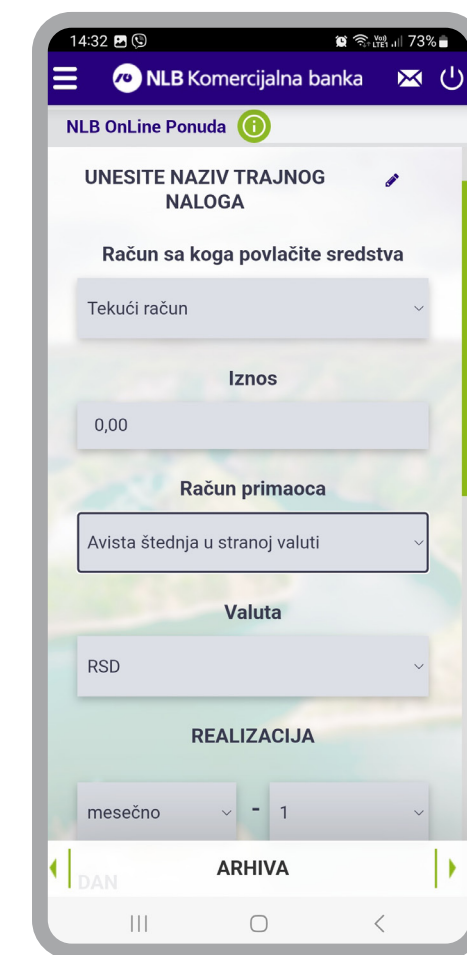 14:32 73%
NLB Komercijalna banka
NLB OnLine Ponuda
UNESITE NAZIV TRAJNOG
NALOGA
Račun sa koga povlačite sredstva
Tekući račun
Iznos
0,00
Račun primaoca
Avista štednja u stranoj valuti
Valuta
RSD
REALIZACIJA
mesečno - 1
DAN
ARHIVA